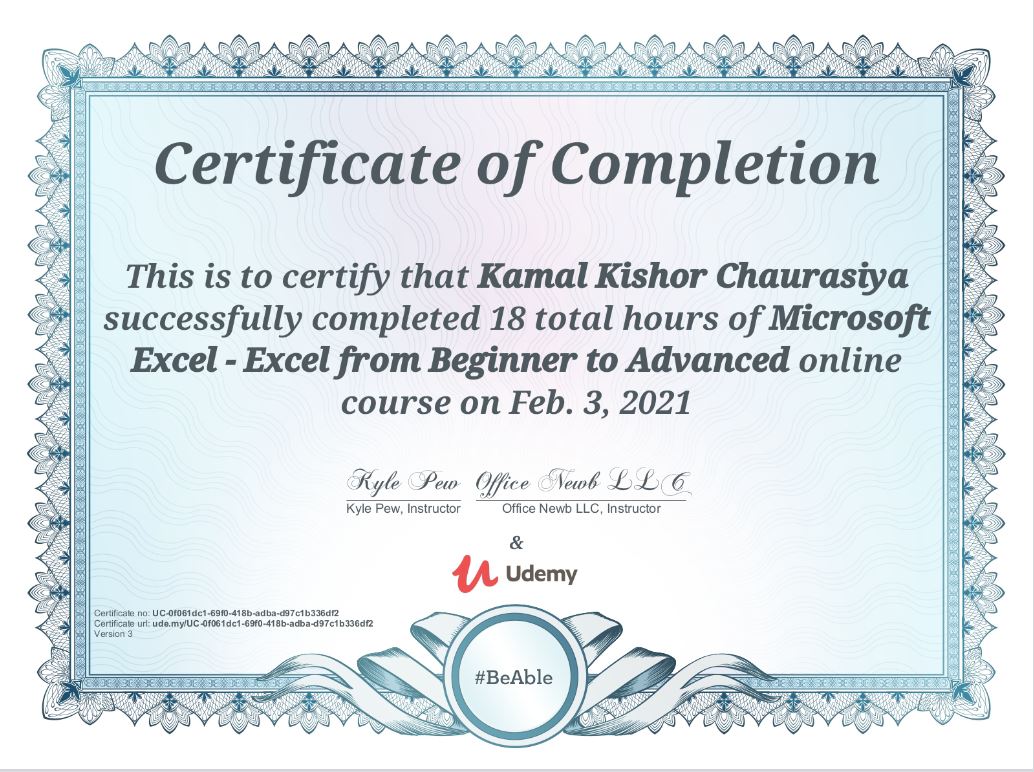 Certificate of Completion
This is to certify that Kamal Kishor Chaurasiya
successfully completed 18 total hours of Microsoft
Excel - Excel from Beginner to Advanced online
course on Feb. 3, 2021
Kyle Pew Office Newb LLC
Kyle Pew, Instructor Office Newb LLC, Instructor
&
Udemy
Certificate no: UC-0f061dc1-69f0-418b-adba-d97c1b336df2
Certificate url: ude.my/UC-0f061dc1-69f0-418b-adba-d97c1b336df2
Version 3
#BeAble